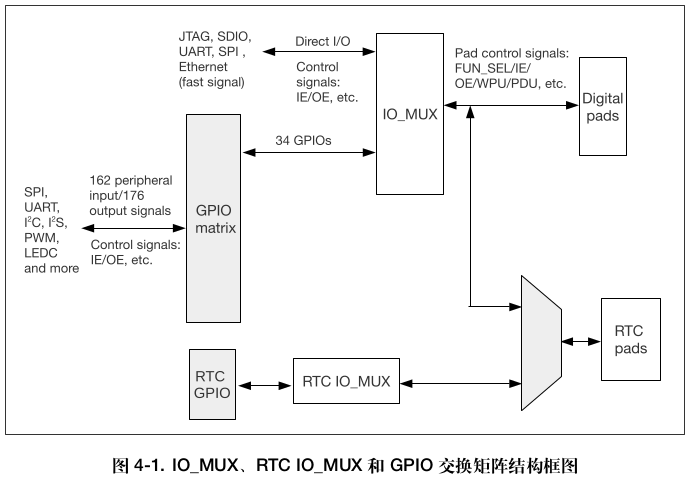 JTAG, SDIO,
UART, SPI ,
Ethernet
(fast signal)
Direct I/O
Control
signals:
IE/OE, etc.
IO_MUX
Pad control signals:
FUN_SEL/IE/
OE/WPU/PDU, etc.
Digital
pads
34 GPIOs
SPI,
UART,
I²C, I²S,
PWM,
LEDC
and more
162 peripheral
input/176
output signals
Control signals:
IE/OE, etc.
GPIO
matrix
RTC
pads
RTC
GPIO
RTC IO_MUX
图 4-1. IO_MUX、RTC IO_MUX 和 GPIO 交换矩阵结构框图